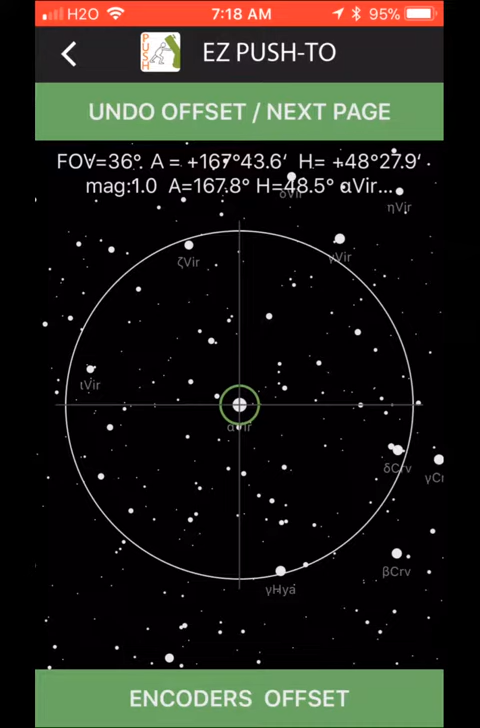 H2O 7:18 AM 95%
PUSH EZ PUSH-TO
UNDO OFFSET / NEXT PAGE
FOV=36° A = +167°43.6‘ H= +48°27.9‘
mag:1.0 A=167.8° H=48.5° αVir...
δVir
ηVir
γVir
ζVir
ιVir
αVir
δCrv
γCr
βCrv
γHya
ENCODERS OFFSET